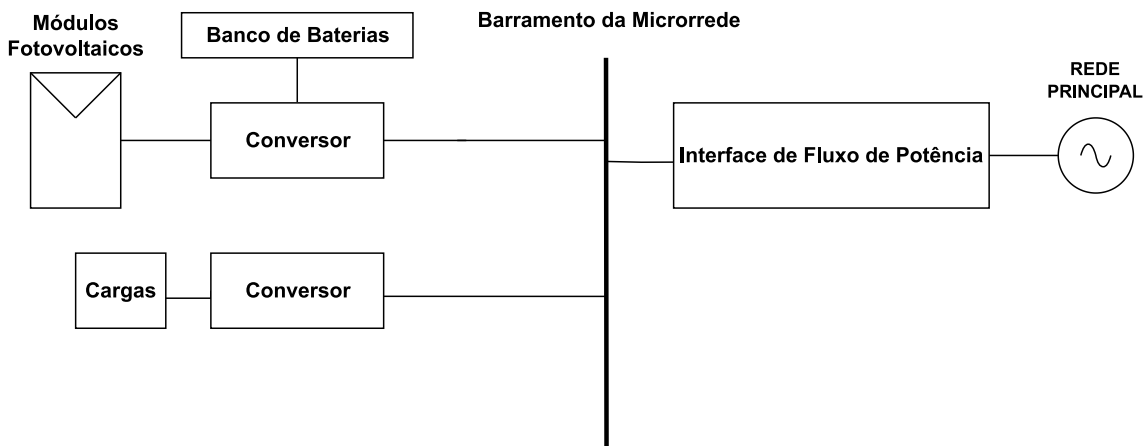 Módulos
Fotovoltaicos
Banco de Baterias
Barramento da Microrrede
REDE
PRINCIPAL
Conversor
Interface de Fluxo de Potência
Cargas
Conversor